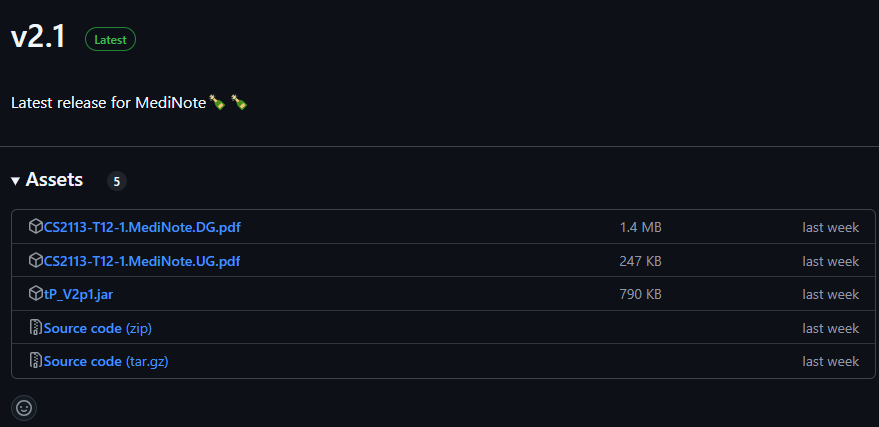 v2.1 Latest
Latest release for MediNote🍾 🍾
Assets 5
CS2113-T12-1.MediNote.DG.pdf 1.4 MB last week
CS2113-T12-1.MediNote.UG.pdf 247 KB last week
tP_V2p1.jar 790 KB last week
Source code (zip) last week
Source code (tar.gz) last week